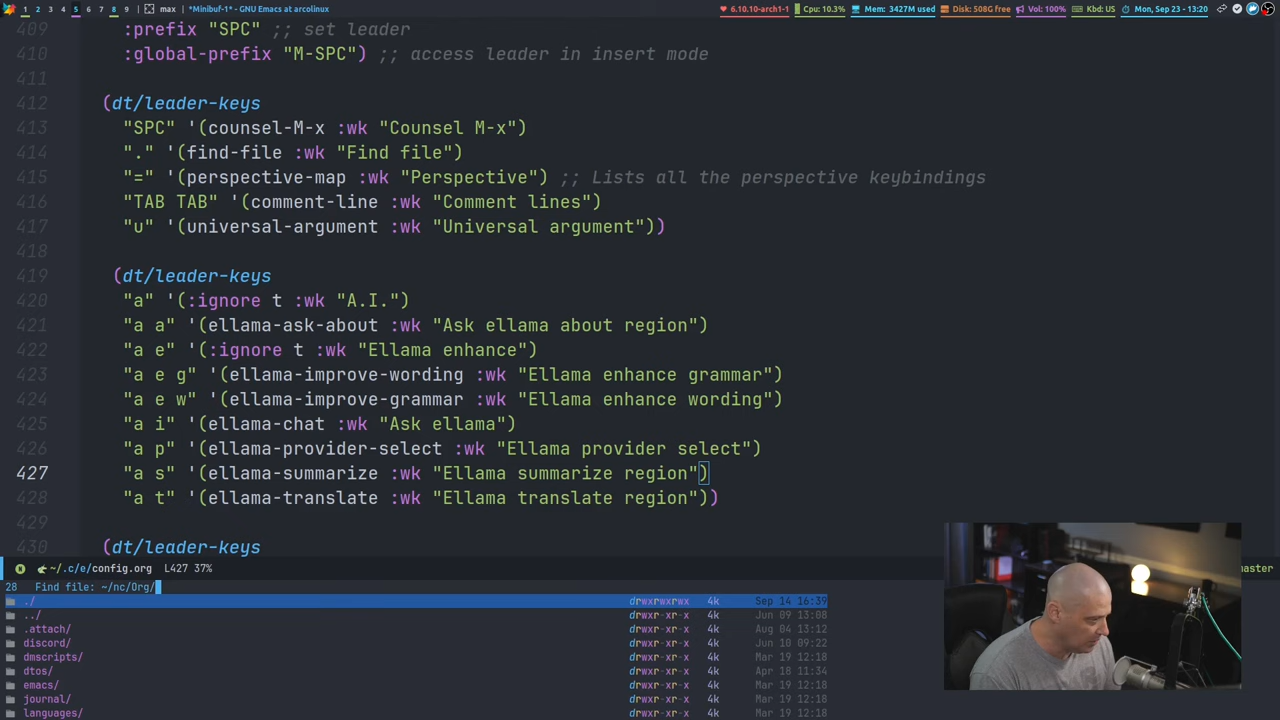 1 2 3 4 5 6 7 8 9 max *Minibuf-1* - GNU Emacs at arcolinux 6.10.10-arch1-1 Cpu: 10.3% Mem: 3427M used Disk: 508G free Vol: 100% Kbd: US Mon, Sep 23 - 13:20
409 :prefix "SPC" ;; set leader
410 :global-prefix "M-SPC") ;; access leader in insert mode
411
412 (dt/leader-keys
413 "SPC" '(counsel-M-x :wk "Counsel M-x")
414 "." '(find-file :wk "Find file")
415 "=" '(perspective-map :wk "Perspective") ;; Lists all the perspective keybindings
416 "TAB TAB" '(comment-line :wk "Comment lines")
417 "u" '(universal-argument :wk "Universal argument"))
418
419 (dt/leader-keys
420 "a" '(:ignore t :wk "A.I.")
421 "a a" '(ellama-ask-about :wk "Ask ellama about region")
422 "a e" '(:ignore t :wk "Ellama enhance")
423 "a e g" '(ellama-improve-wording :wk "Ellama enhance grammar")
424 "a e w" '(ellama-improve-grammar :wk "Ellama enhance wording")
425 "a i" '(ellama-chat :wk "Ask ellama")
426 "a p" '(ellama-provider-select :wk "Ellama provider select")
427 "a s" '(ellama-summarize :wk "Ellama summarize region")
428 "a t" '(ellama-translate :wk "Ellama translate region"))
429
430 (dt/leader-keys
~/.c/e/config.org L427 37% master
28 Find file: ~/nc/Org/
./ drwxrwxrwx 4k Sep 14 16:39
../ drwxr-xr-x 4k Jun 09 13:08
.attach/ drwxr-xr-x 4k Aug 04 13:12
discord/ drwxr-xr-x 4k Jun 10 09:22
dmscripts/ drwxr-xr-x 4k Mar 19 12:18
dtos/ drwxr-xr-x 4k Apr 18 11:34
emacs/ drwxr-xr-x 4k Mar 19 12:18
journal/ drwxr-xr-x 4k Mar 19 12:18
languages/ drwxr-xr-x 4k Mar 19 12:18